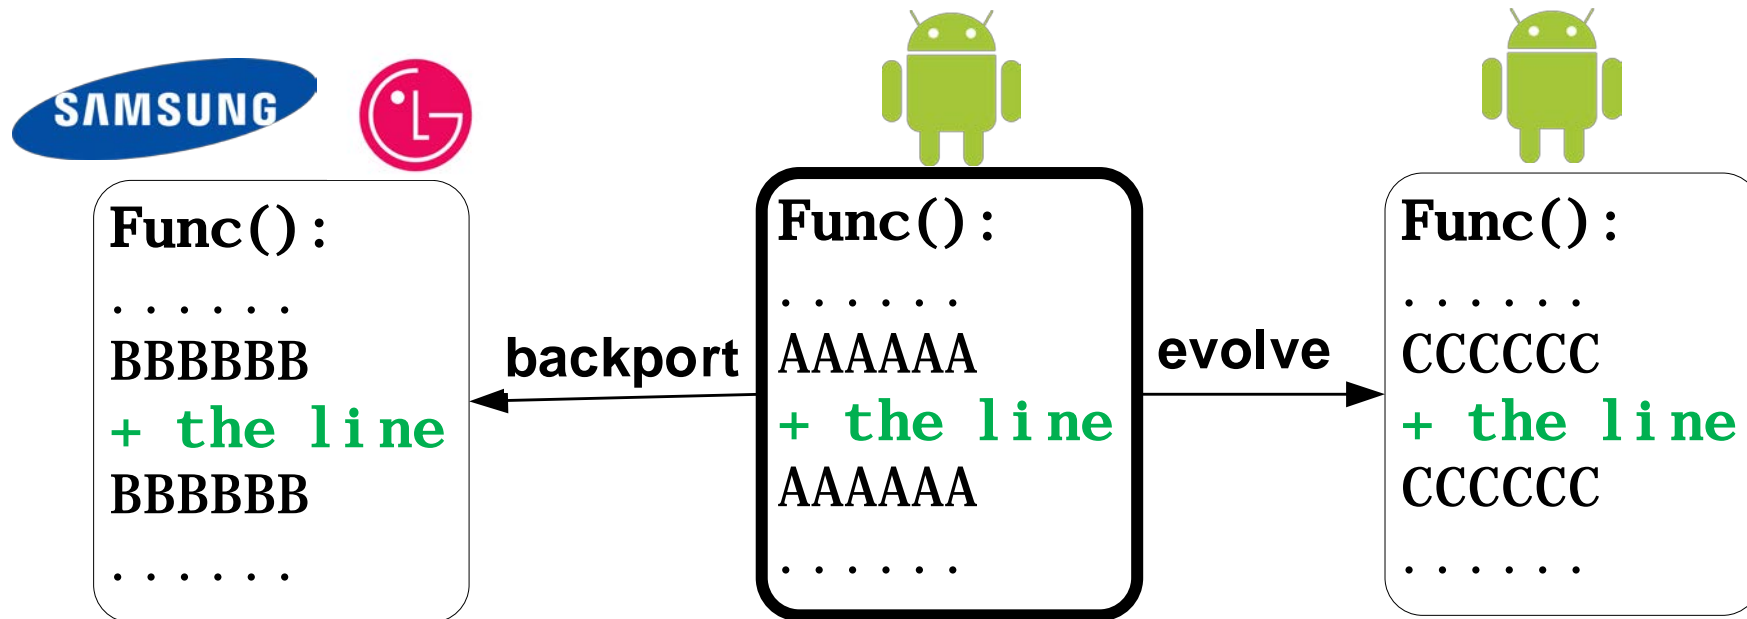 SAMSUNG
LG
Func():
......
BBBBBB
+ the line
BBBBBB
......
backport
Func():
......
AAAAAA
+ the line
AAAAAA
......
evolve
Func():
......
CCCCCC
+ the line
CCCCCC
......